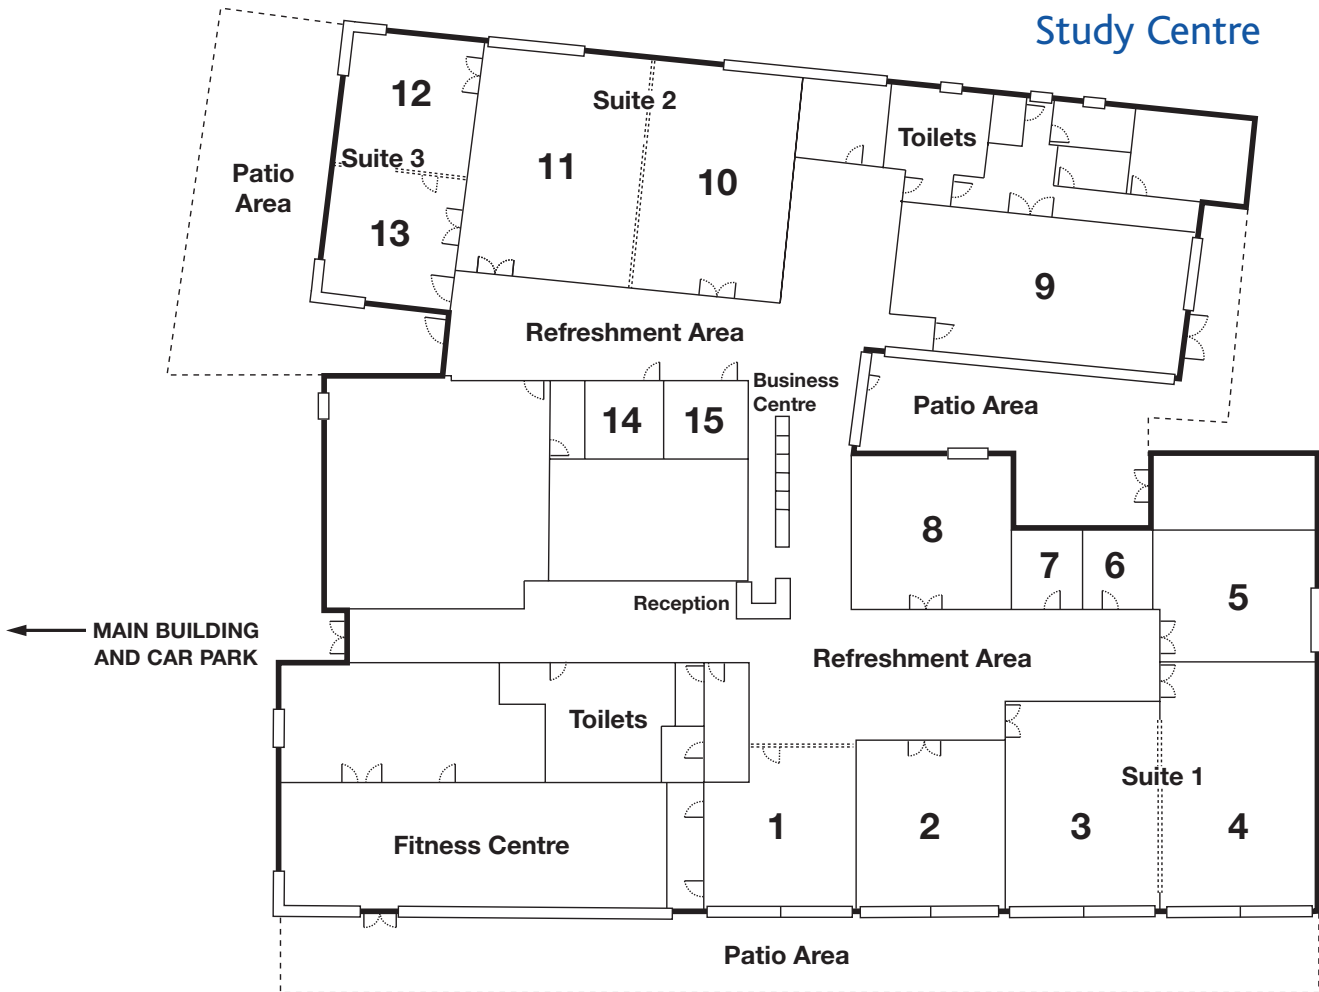 Study Centre
12
Suite 3
13
Patio
Area
Suite 2
11
10
Toilets
9
Refreshment Area
Business
Centre
Patio Area
14
15
8
7
6
5
Reception
MAIN BUILDING
AND CAR PARK
Refreshment Area
Toilets
Suite 1
Fitness Centre
1
2
3
4
Patio Area